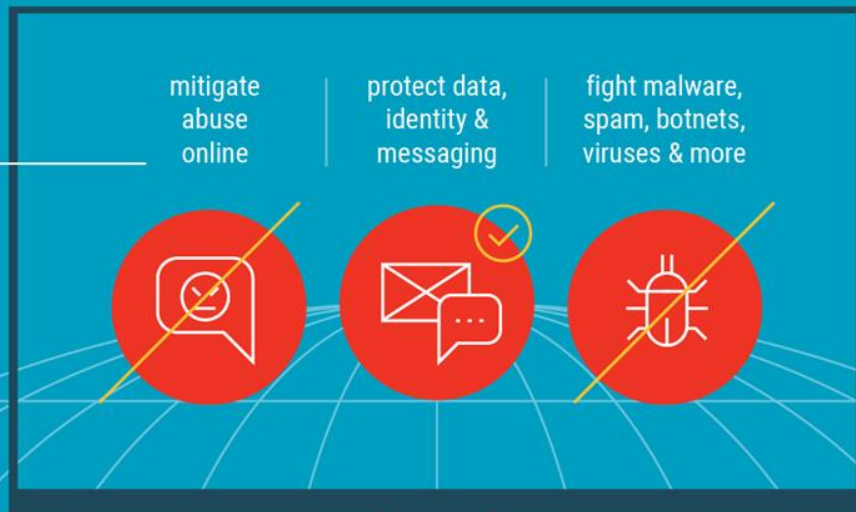 mitigate
abuse
online
protect data,
identity &
messaging
fight malware,
spam, botnets,
viruses & more